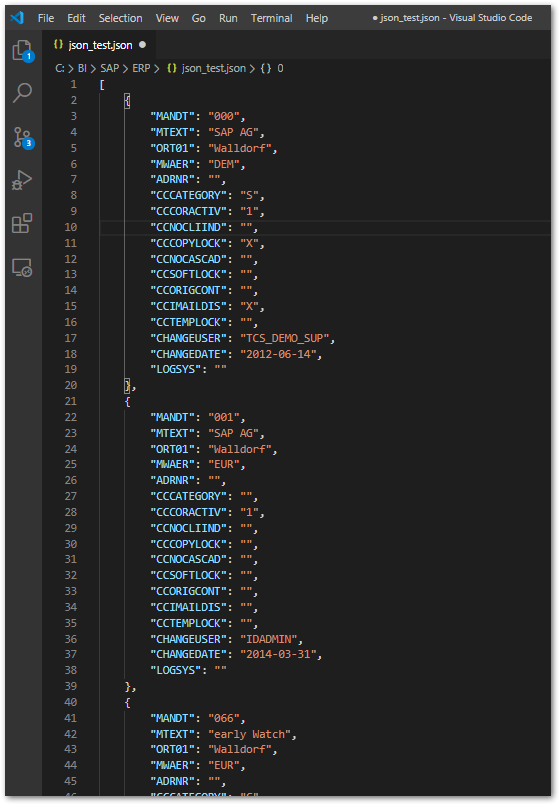 File Edit Selection View Go Run Terminal Help ● json_test.json - Visual Studio Code
{} json_test.json ●
C: > BI > SAP > ERP > {} json_test.json > {} 0
1 [
2 {
3 "MANDT": "000",
4 "MTEXT": "SAP AG",
5 "ORT01": "Walldorf",
6 "MWAER": "DEM",
7 "ADRNR": "",
8 "CCCATEGORY": "S",
9 "CCCORACTIV": "1",
10 "CCNOCLIIND": "",
11 "CCCOPYLOCK": "X",
12 "CCNOCASCAD": "",
13 "CCSOFTLOCK": "",
14 "CCORIGCONT": "",
15 "CCIMAILDIS": "X",
16 "CCTEMPLOCK": "",
17 "CHANGEUSER": "TCS_DEMO_SUP",
18 "CHANGEDATE": "2012-06-14",
19 "LOGSYS": ""
20 },
21 {
22 "MANDT": "001",
23 "MTEXT": "SAP AG",
24 "ORT01": "Walldorf",
25 "MWAER": "EUR",
26 "ADRNR": "",
27 "CCCATEGORY": "",
28 "CCCORACTIV": "1",
29 "CCNOCLIIND": "",
30 "CCCOPYLOCK": "",
31 "CCNOCASCAD": "",
32 "CCSOFTLOCK": "",
33 "CCORIGCONT": "",
34 "CCIMAILDIS": "",
35 "CCTEMPLOCK": "",
36 "CHANGEUSER": "IDADMIN",
37 "CHANGEDATE": "2014-03-31",
38 "LOGSYS": ""
39 },
40 {
41 "MANDT": "066",
42 "MTEXT": "early Watch",
43 "ORT01": "Walldorf",
44 "MWAER": "EUR",
45 "ADRNR": "",
46 "CCCATEGORY":
1
3